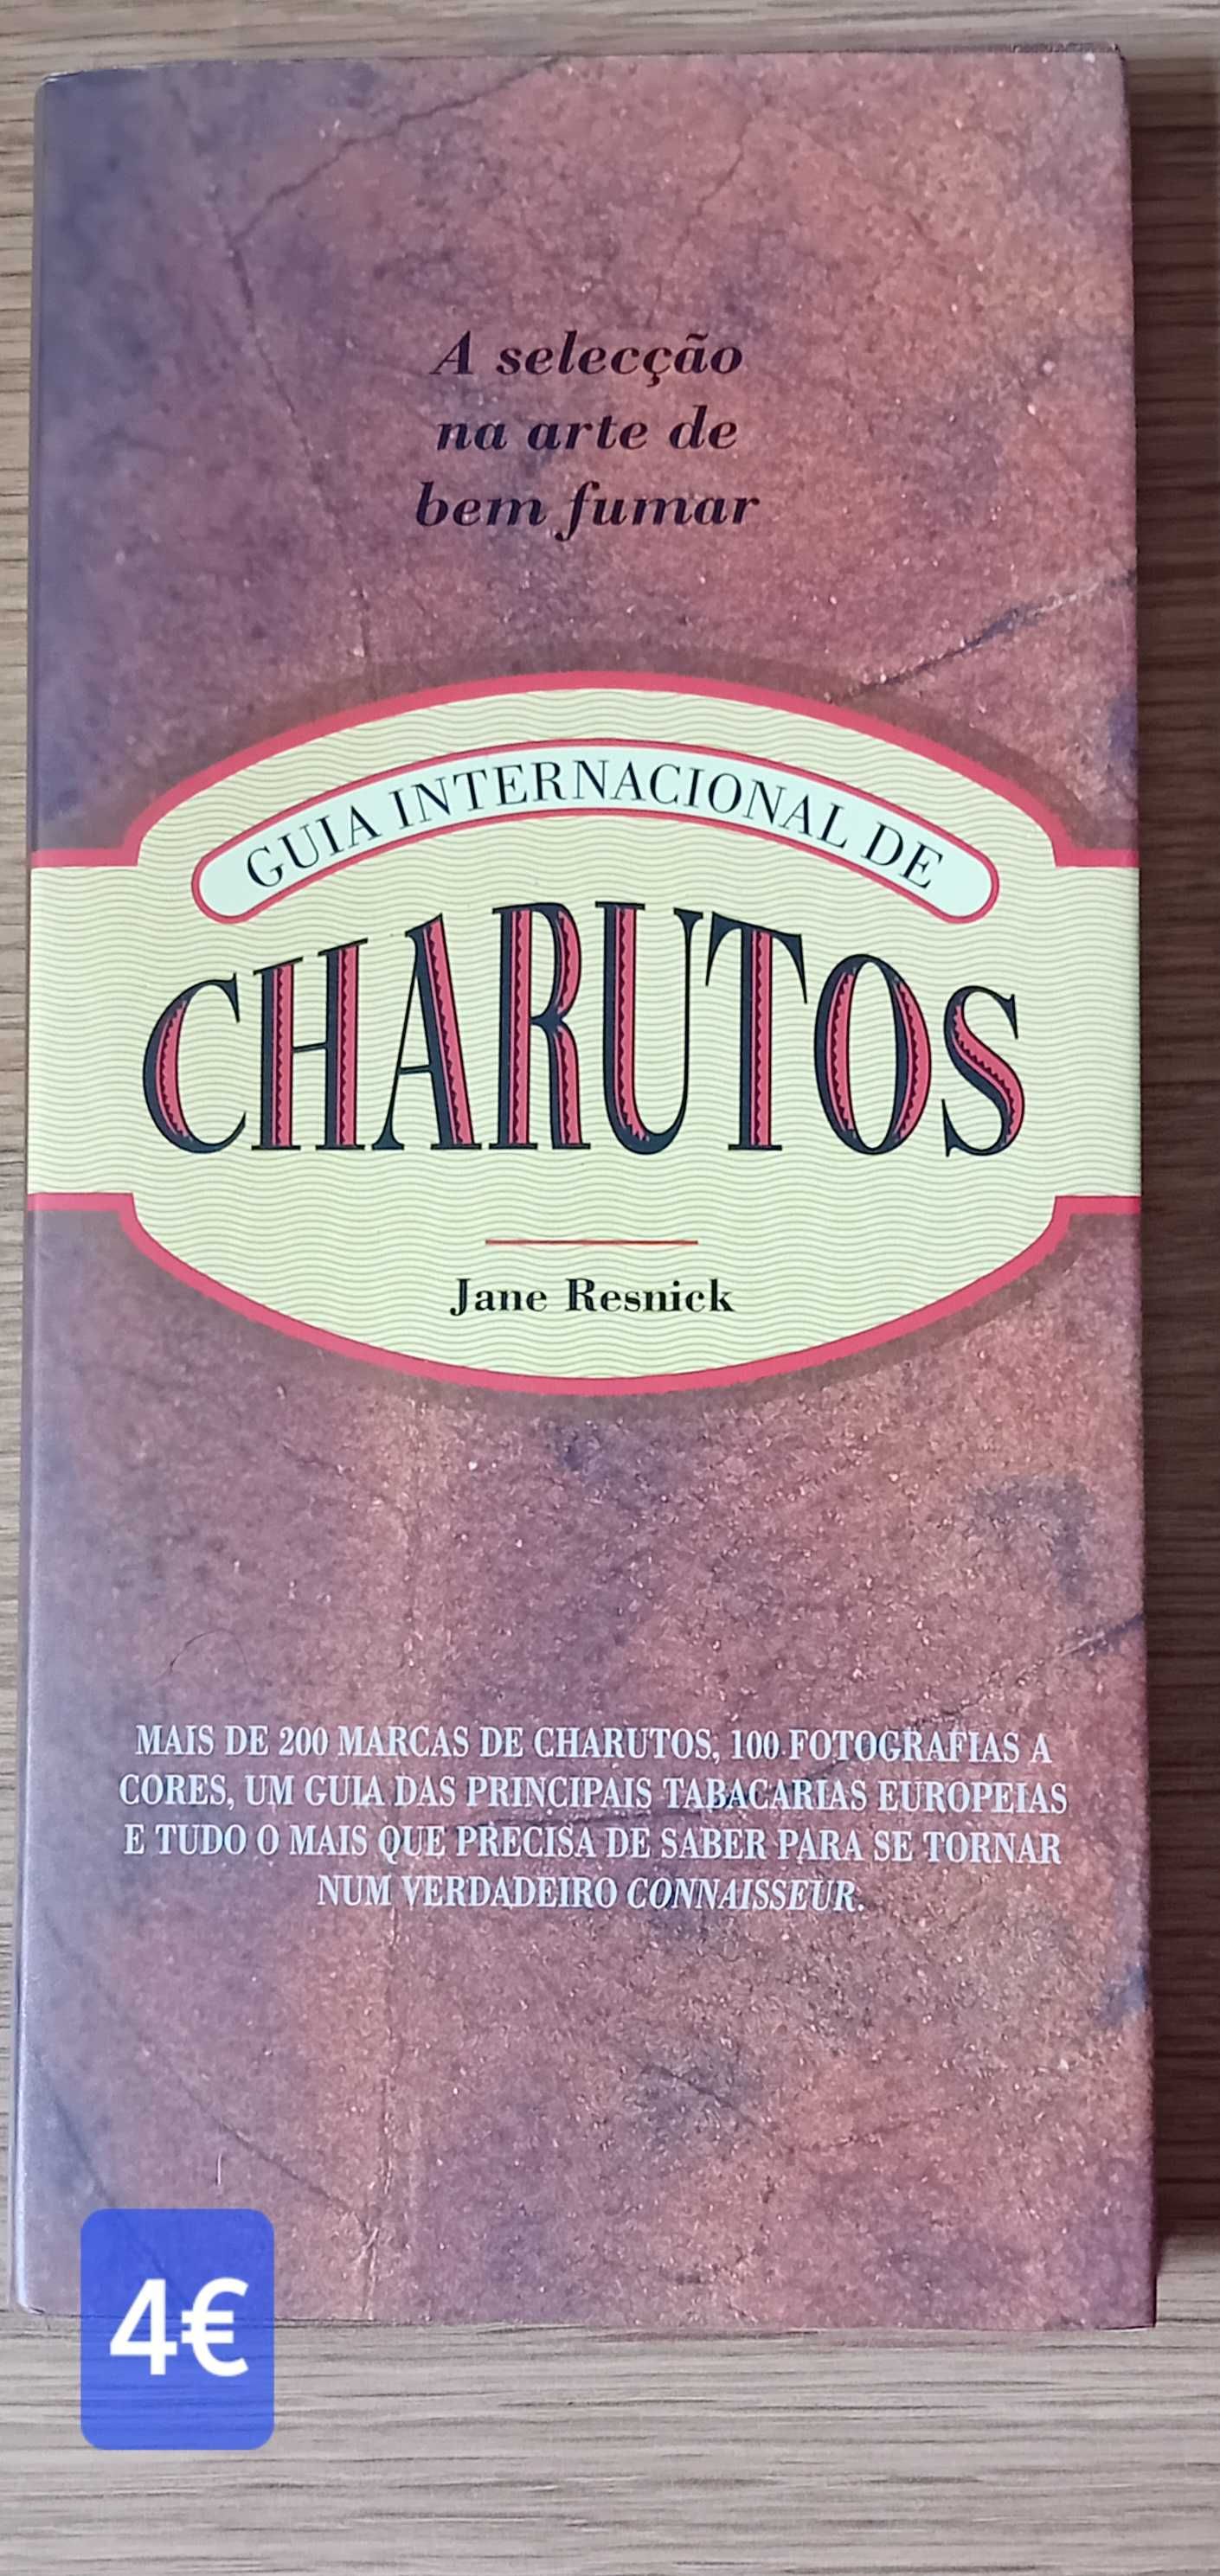 A selecção
na arte de
bem fumar
GUIA INTERNACIONAL DE
CHARUTOS
Jane Resnick
MAIS DE 200 MARCAS DE CHARUTOS, 100 FOTOGRAFIAS A
CORES, UM GUIA DAS PRINCIPAIS TABACARIAS EUROPEIAS
E TUDO O MAIS QUE PRECISA DE SABER PARA SE TORNAR
NUM VERDADEIRO CONNAISSEUR.
4€